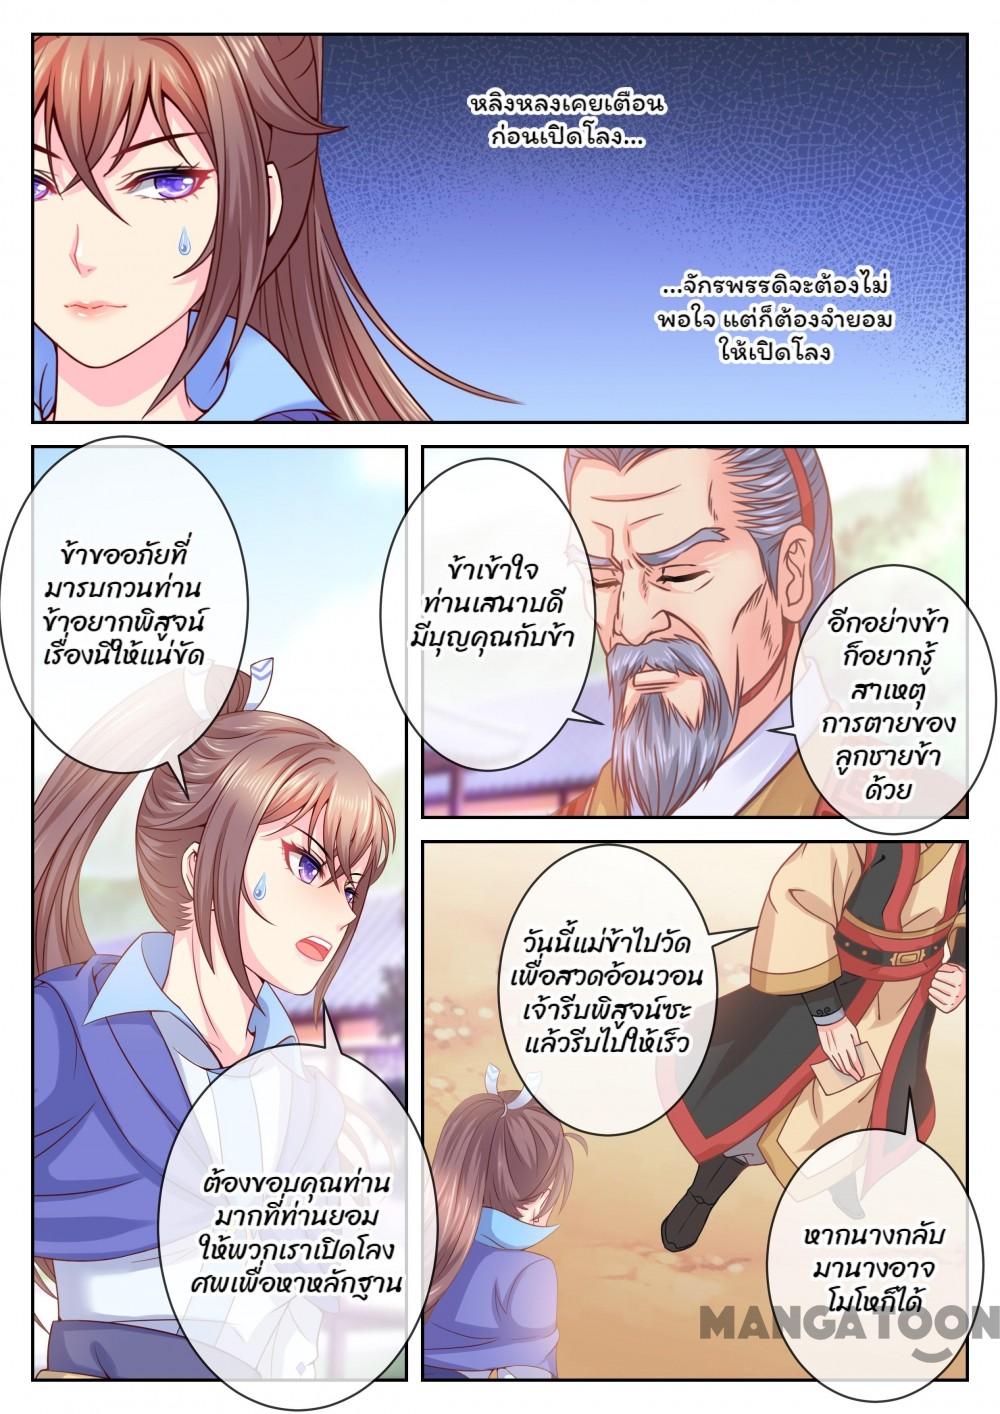 หลิงหลงเคยเตือน
ก่อนเปิดโลง...
...จักรพรรดิจะต้องไม่
พอใจ แต่ก็ต้องจำยอม
ให้เปิดโลง
ข้าขออภัยที่
มารบกวนท่าน
ข้าอยากพิสูจน์
เรื่องนี้ให้แน่ขัด
ต้องขอบคุณท่าน
มากที่ท่านยอม
ให้พวกเราเปิดโลง
ศพเพื่อหาหลักฐาน
ข้าเข้าใจ
ท่านเสนาบดี
มีบุญคุณกับข้า
อีกอย่างข้า
ก็อยากรู้
สาเหตุ
การตายของ
ลูกชายข้า
ด้วย
วันนี้แม่ข้าไปวัด
เพื่อสวดอ้อนวอน
เจ้ารีบพิสูจน์ซะ
แล้วรีบไปให้เร็ว
หากนางกลับ
มานางอาจ
โมโหก็ได้
MANGATOON